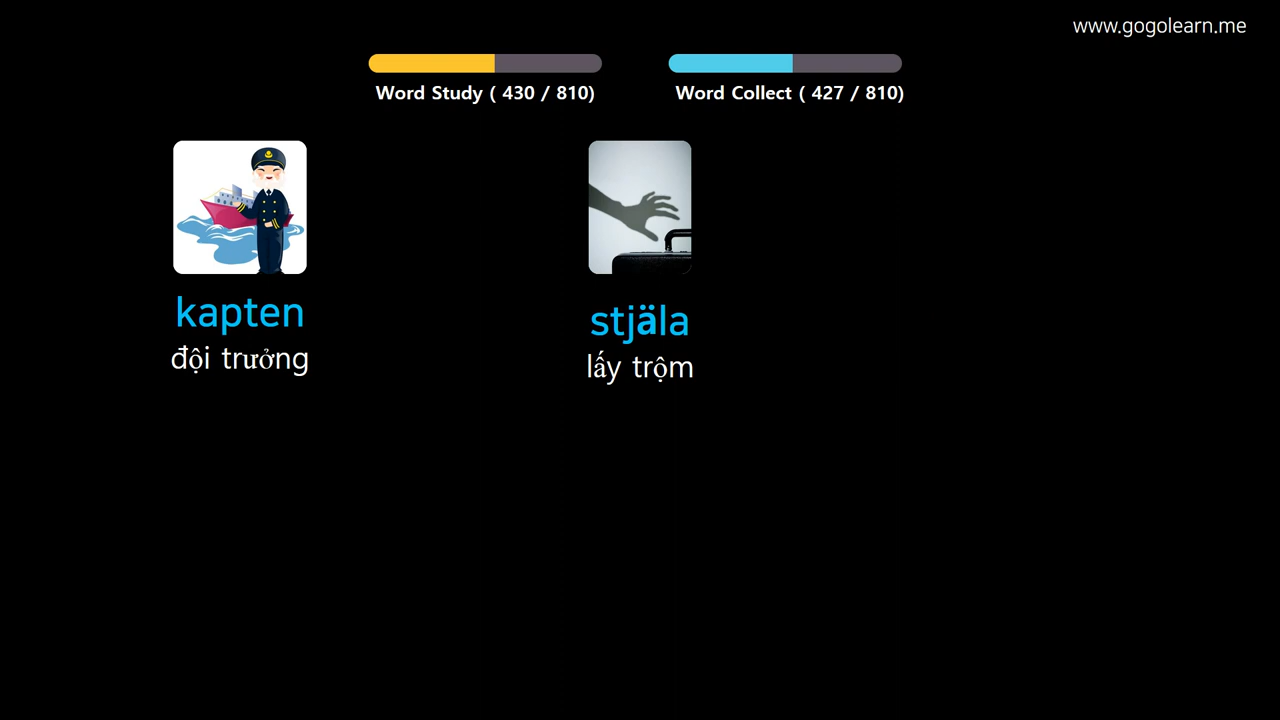 www.gogolearn.me
Word Study ( 430 / 810)
Word Collect ( 427 / 810)
kapten
đội trưởng
stjäla
lấy trộm